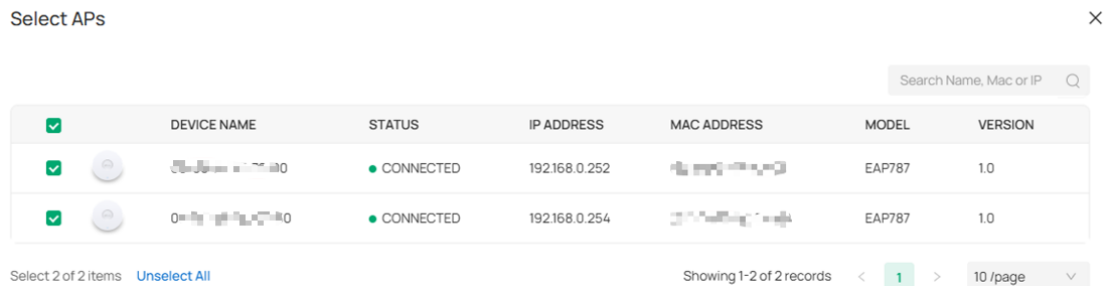 Select APs
Search Name, Mac or IP
DEVICE NAME STATUS IP ADDRESS MAC ADDRESS MODEL VERSION
CONNECTED 192.168.0.252 EAP787 1.0
CONNECTED 192.168.0.254 EAP787 1.0
Select 2 of 2 items Unselect All Showing 1-2 of 2 records < 1 > 10 /page